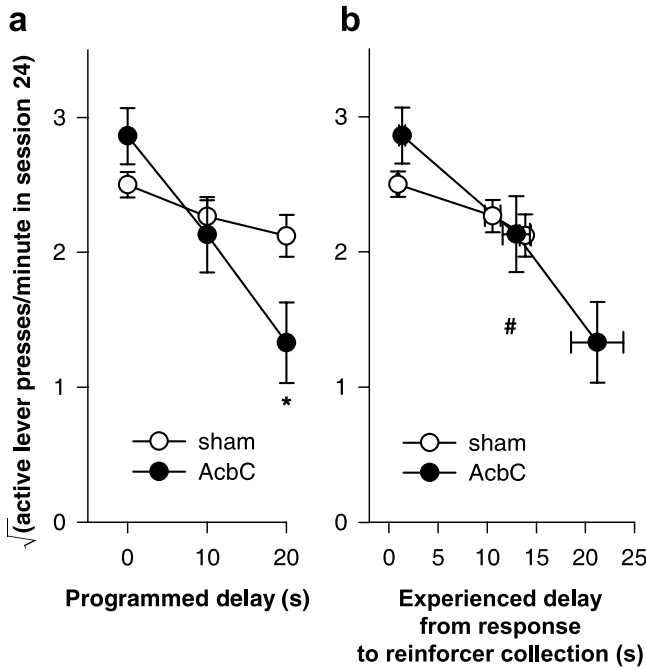 a
b
√(active lever presses/minute in session 24)
3
2
1
0
sham
AcbC
*
0 10 20
Programmed delay (s)
3
2
1
0
#
sham
AcbC
0 5 10 15 20 25
Experienced delay
from response
to reinforcer collection (s)